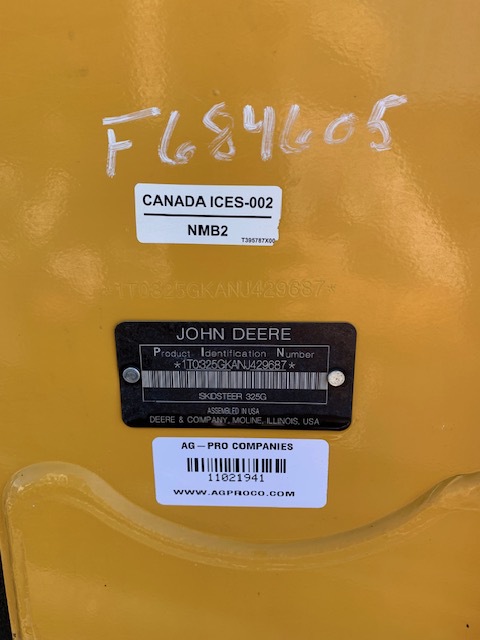 F684605
CANADA ICES-002
NMB2
T395787X00
1T0325GKANJ429687*
JOHN DEERE
Product Identification Number
*1T0325GKANJ429687*
SKIDSTEER 325G
ASSEMBLED IN USA
DEERE & COMPANY, MOLINE, ILLINOIS, USA
AG-PRO COMPANIES
11021941
WWW.AGPROCO.COM